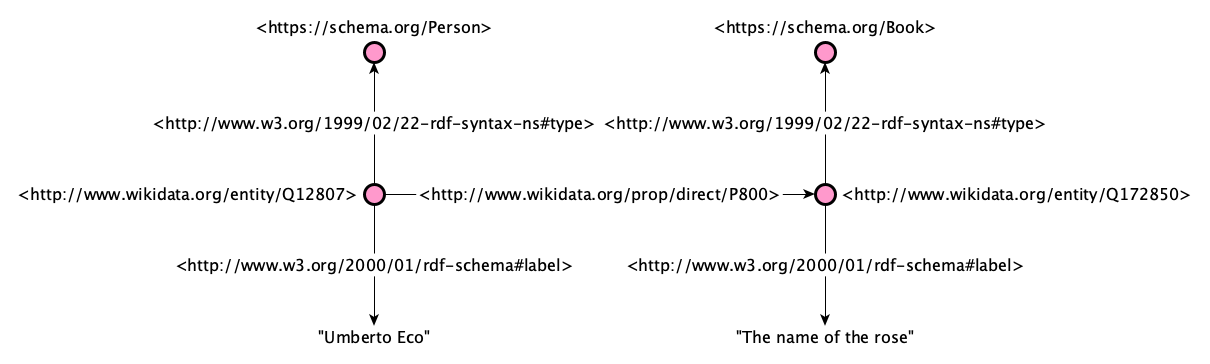 <https://schema.org/Person> <https://schema.org/Book>
<http://www.w3.org/1999/02/22-rdf-syntax-ns#type> <http://www.w3.org/1999/02/22-rdf-syntax-ns#type>
<http://www.wikidata.org/entity/Q12807> <http://www.wikidata.org/prop/direct/P800> <http://www.wikidata.org/entity/Q172850>
<http://www.w3.org/2000/01/rdf-schema#label> <http://www.w3.org/2000/01/rdf-schema#label>
"Umberto Eco" "The name of the rose"